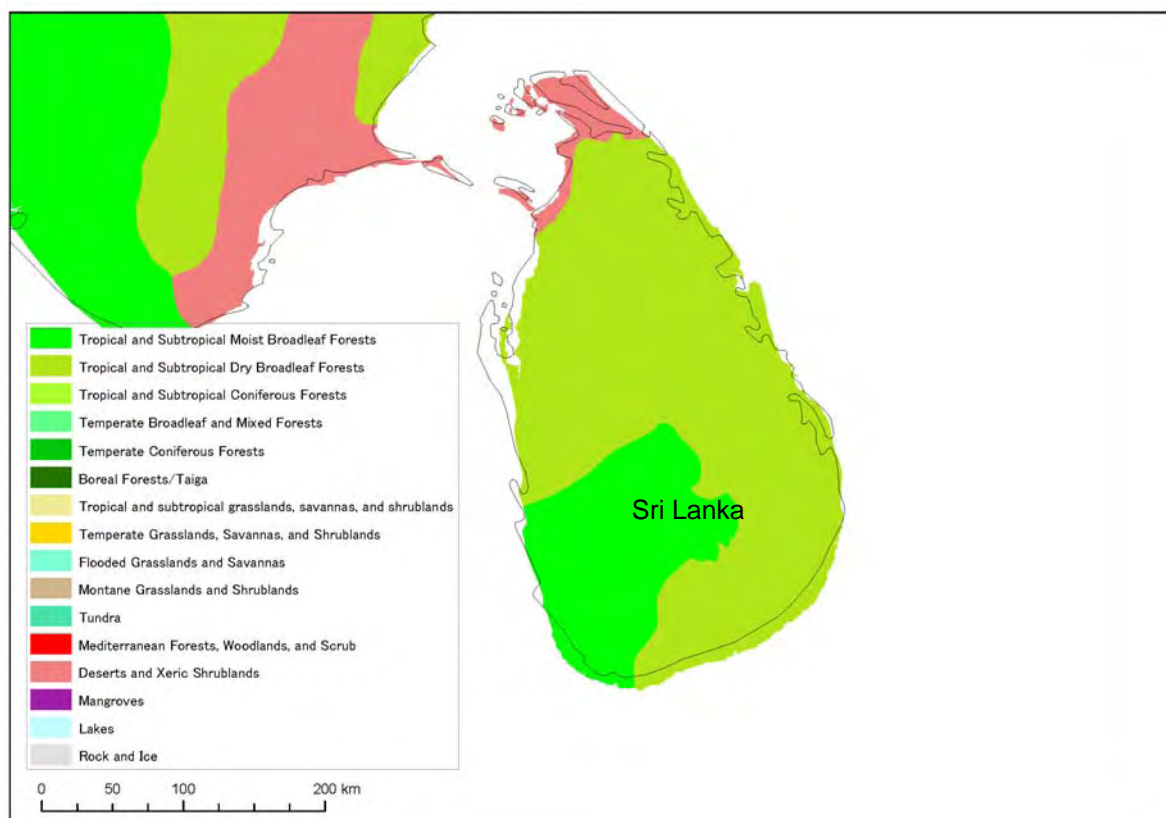 Sri Lanka
Tropical and Subtropical Moist Broadleaf Forests
Tropical and Subtropical Dry Broadleaf Forests
Tropical and Subtropical Coniferous Forests
Temperate Broadleaf and Mixed Forests
Temperate Coniferous Forests
Boreal Forests/Taiga
Tropical and subtropical grasslands, savannas, and shrublands
Temperate Grasslands, Savannas, and Shrublands
Flooded Grasslands and Savannas
Montane Grasslands and Shrublands
Tundra
Mediterranean Forests, Woodlands, and Scrub
Deserts and Xeric Shrublands
Mangroves
Lakes
Rock and Ice
0 50 100 200 km